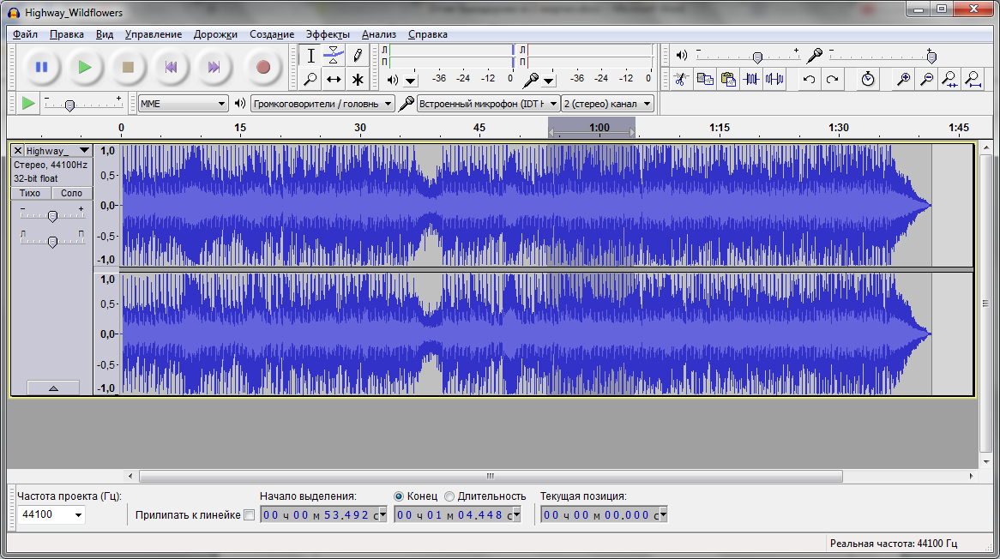 Highway_Wildflowers
Файл Правка Вид Управление Дорожки Создание Эффекты Анализ Справка
Л Л
П П
-36 -24 -12 0 -36 -24 -12 0
- + - +
- + MME Громкоговорители / головнь Встроенный микрофон (IDT H 2 (стерео) канал
0 15 30 45 1:00 1:15 1:30 1:45
Highway_
Стерео, 44100Hz
32-bit float
Тихо Соло
- +
Л П
1,0
0,5-
0,0-
-0,5-
-1,0
1,0
0,5-
0,0-
-0,5-
-1,0
Частота проекта (Гц): Начало выделения: Конец Длительность Текущая позиция:
44100 Прилипать к линейке 00 ч 00 м 53.492 с 00 ч 01 м 04.448 с 00 ч 00 м 00.000 с
Реальная частота: 44100 Гц